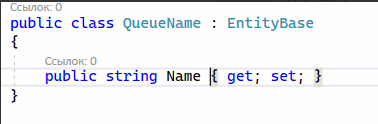 Ссылок: 0
public class QueueName : EntityBase
{
Ссылок: 0
public string Name { get; set; }
}